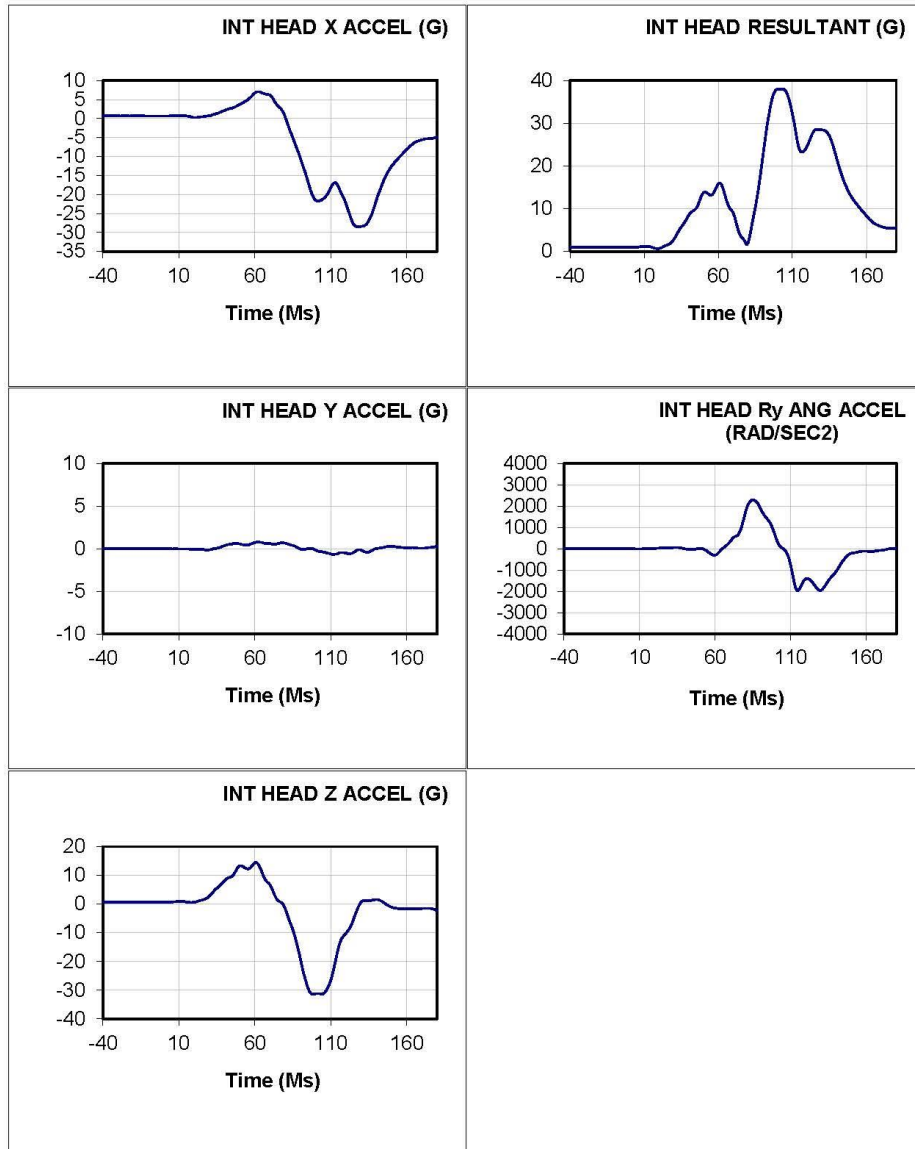 INT HEAD X ACCEL (G)
10
5
0
-5
-10
-15
-20
-25
-30
35
-40 10 60 110 160
Time (Ms)
INT HEAD RESULTANT (G)
40
30
20
10
0
-40 10 60 110 160
Time (Ms)
INT HEAD Y ACCEL (G)
10
5
0
-5
-10
-40 10 60 110 160
Time (Ms)
INT HEAD Ry ANG ACCEL
(RAD/SEC2)
4000
3000
2000
1000
0
-1000
-2000
-3000
-4000
-40 10 60 110 160
Time (Ms)
INT HEAD Z ACCEL (G)
20
10
0
-10
-20
-30
-40
-40 10 60 110 160
Time (Ms)